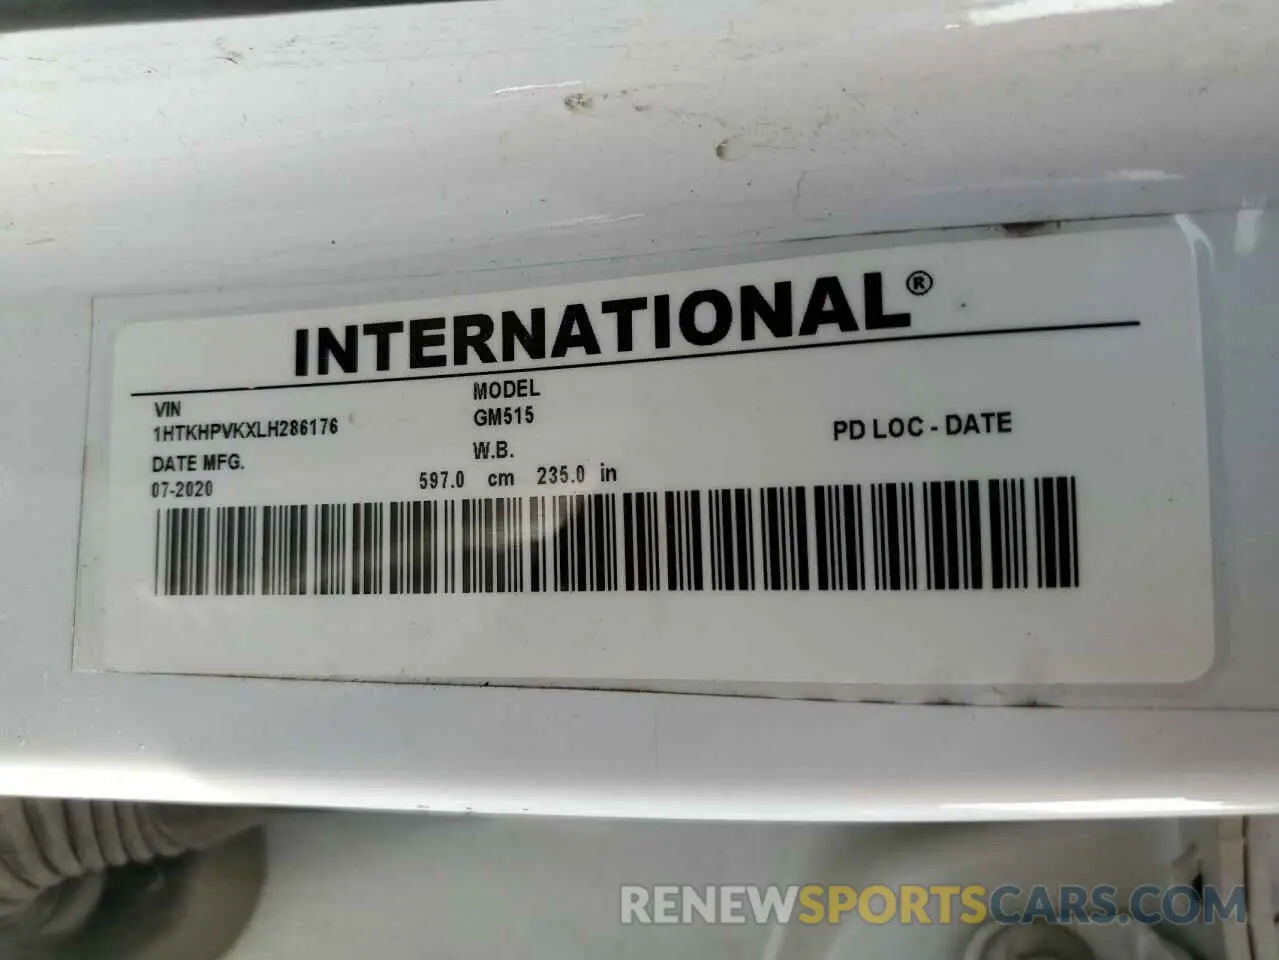 INTERNATIONAL®
VIN
1HTKHPVKXLH286176
DATE MFG.
07-2020
MODEL
GM515
W.B.
597.0 cm 235.0 in
PD LOC - DATE
RENEWSPORTSCARS.COM